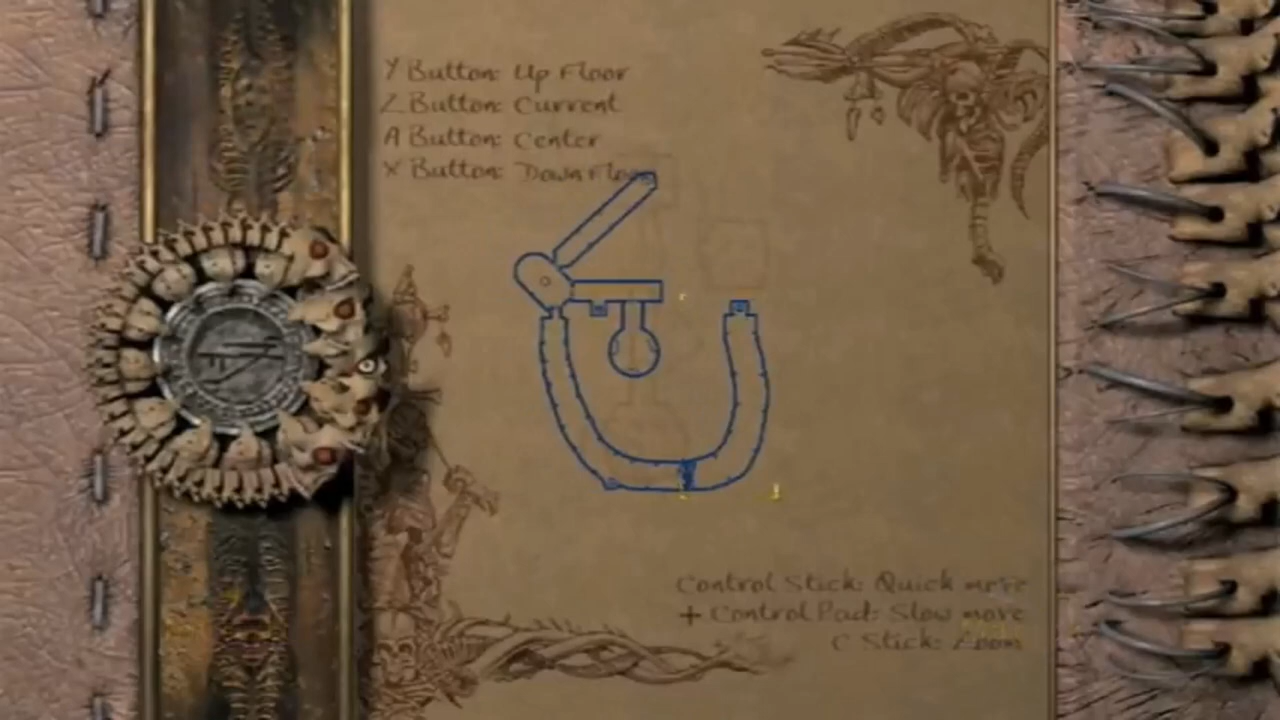 Y Button: Up Floor
Z Button: Current
A Button: Center
X Button: Down Floor
Control Stick: Quick move
+ Control Pad: Slow move
C Stick: Zoom